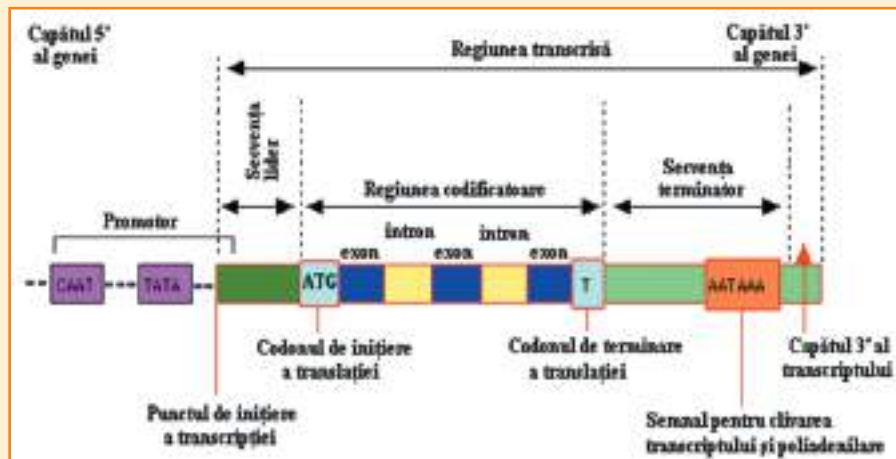 Capătul 5'
al genei
Regiunea transcrisă
Capătul 3'
al genei
Secvența
lider
Regiunea codificatoare
Secvența
terminator
Promotor
exon
intron
exon
intron
exon
CAAT
TATA
ATG
T
AATAAA
Codonul de inițiere
a translației
Codonul de terminare
a translației
Capătul 3' al
transcriptului
Punctul de inițiere
a transcripției
Semnal pentru clivarea
transcriptului și poliadenilare